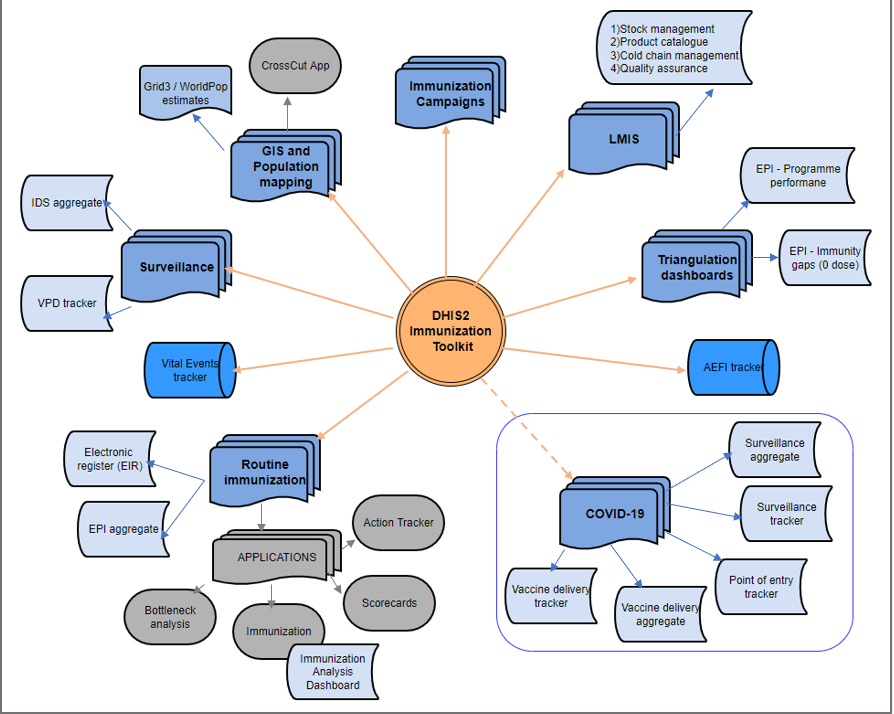 1)Stock management
2)Product catalogue
3)Cold chain management
4)Quality assurance
CrossCut App
Grid3 / WorldPop
estimates
Immunization
Campaigns
LMIS
GIS and
Population
mapping
EPI - Programme
performane
IDS aggregate
Surveillance
Triangulation
dashboards
EPI - Immunity
gaps (0 dose)
VPD tracker
DHIS2
Immunization
Toolkit
Vital Events
tracker
AEFI tracker
Electronic
register (EIR)
Routine
immunization
EPI aggregate
APPLICATIONS
Action Tracker
Bottleneck
analysis
Immunization
Scorecards
Immunization
Analysis
Dashboard
COVID-19
Surveillance
aggregate
Surveillance
tracker
Point of entry
tracker
Vaccine delivery
tracker
Vaccine delivery
aggregate